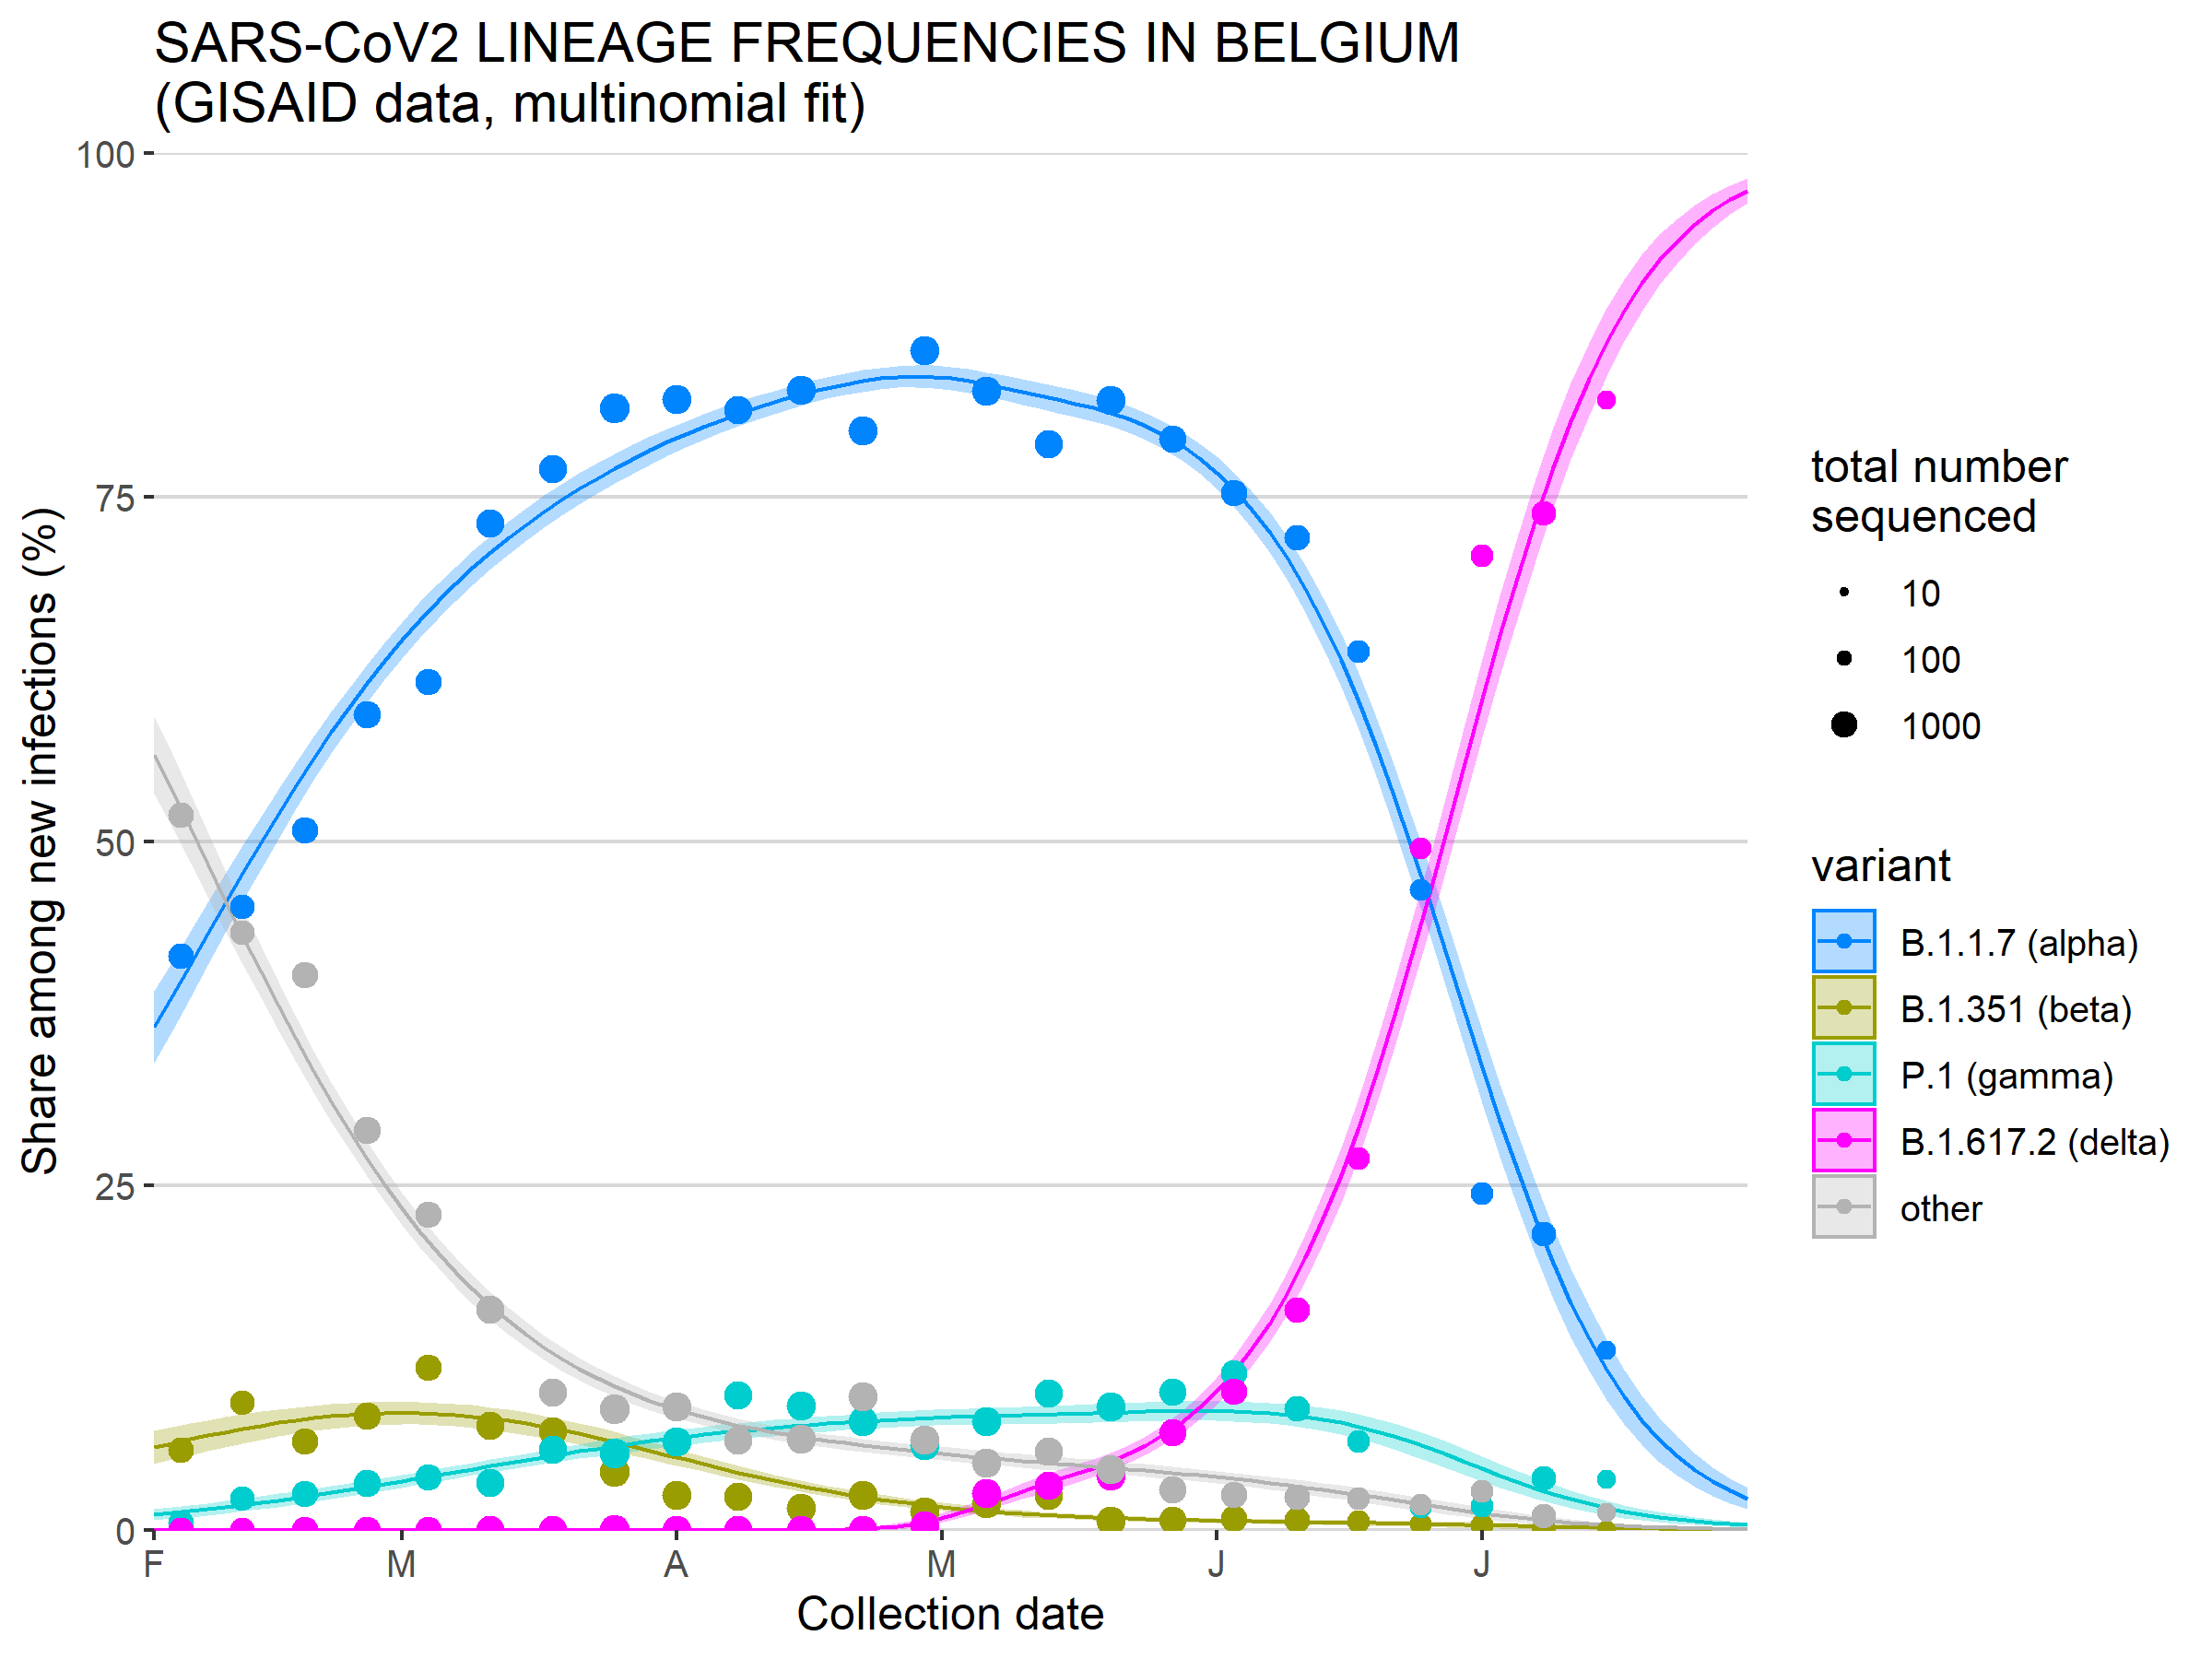 SARS-CoV2 LINEAGE FREQUENCIES IN BELGIUM
(GISAID data, multinomial fit)
100
75
50
25
0
Share among new infections (%)
F M A M J J
Collection date
total number
sequenced
10
100
1000
variant
B.1.1.7 (alpha)
B.1.351 (beta)
P.1 (gamma)
B.1.617.2 (delta)
other